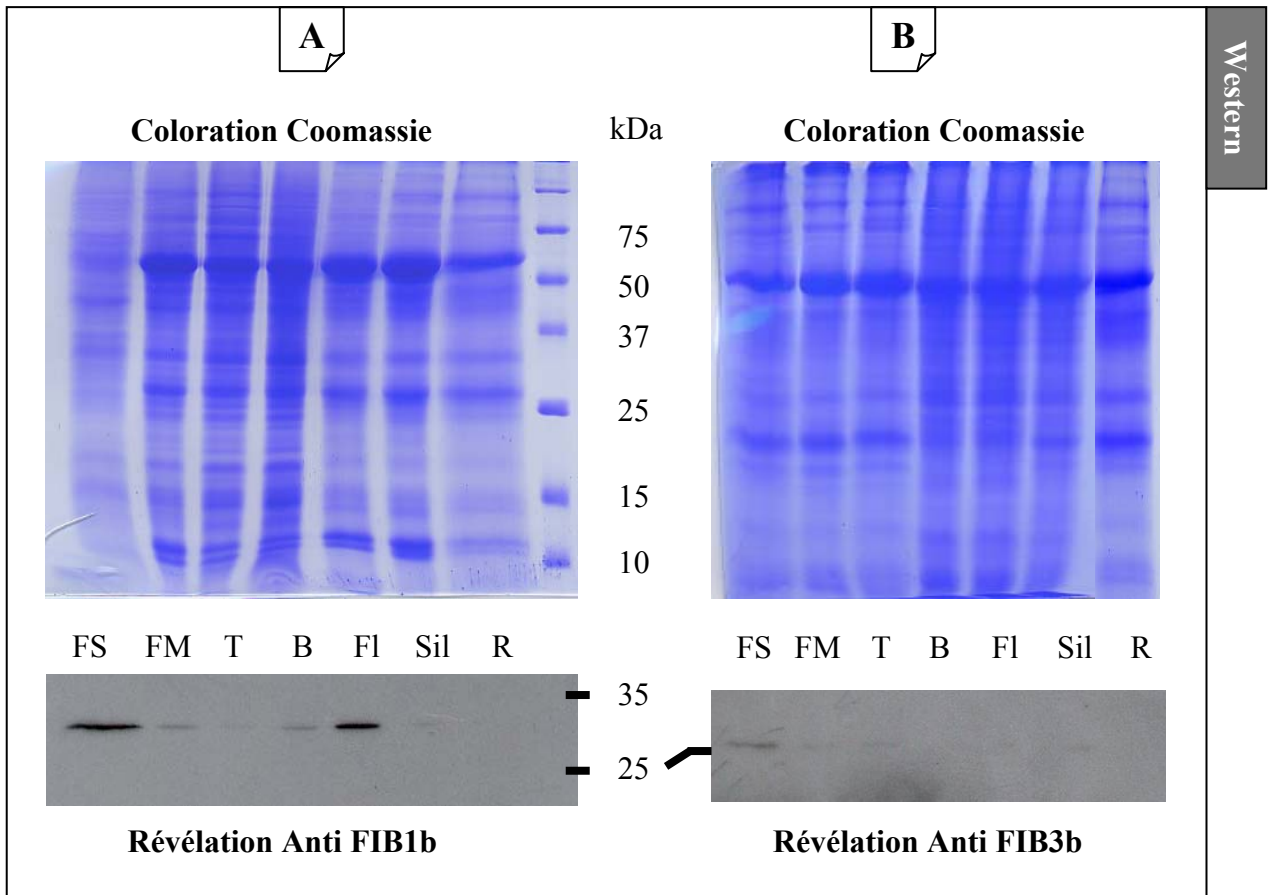 A
B
Western
Coloration Coomassie
kDa
Coloration Coomassie
75
50
37
25
15
10
FS FM T B Fl Sil R
FS FM T B Fl Sil R
35
25
Révélation Anti FIB1b
Révélation Anti FIB3b